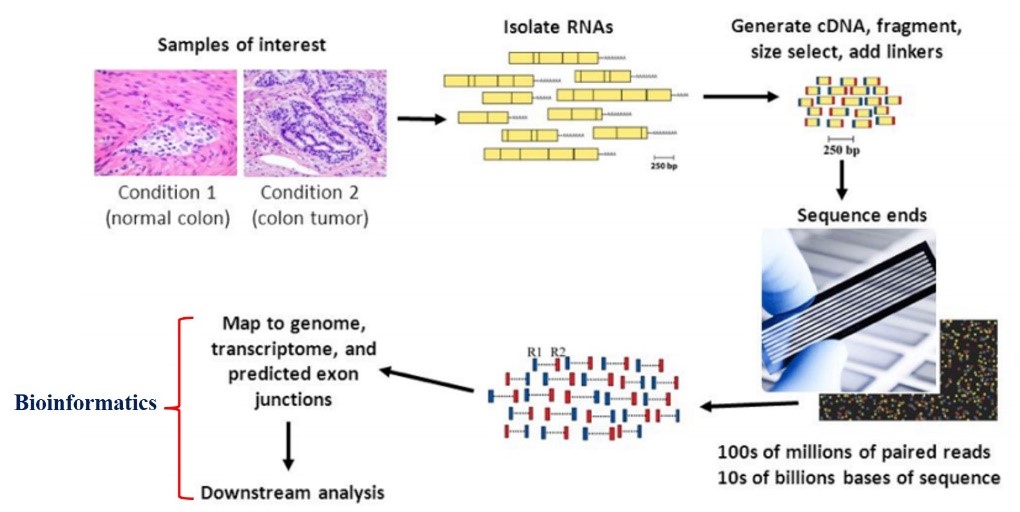 Samples of interest
Condition 1
(normal colon)
Condition 2
(colon tumor)
Isolate RNAs
250 bp
Generate cDNA, fragment,
size select, add linkers
250 bp
Sequence ends
100s of millions of paired reads
10s of billions bases of sequence
R1 R2
Map to genome,
transcriptome, and
predicted exon
junctions
Bioinformatics
Downstream analysis